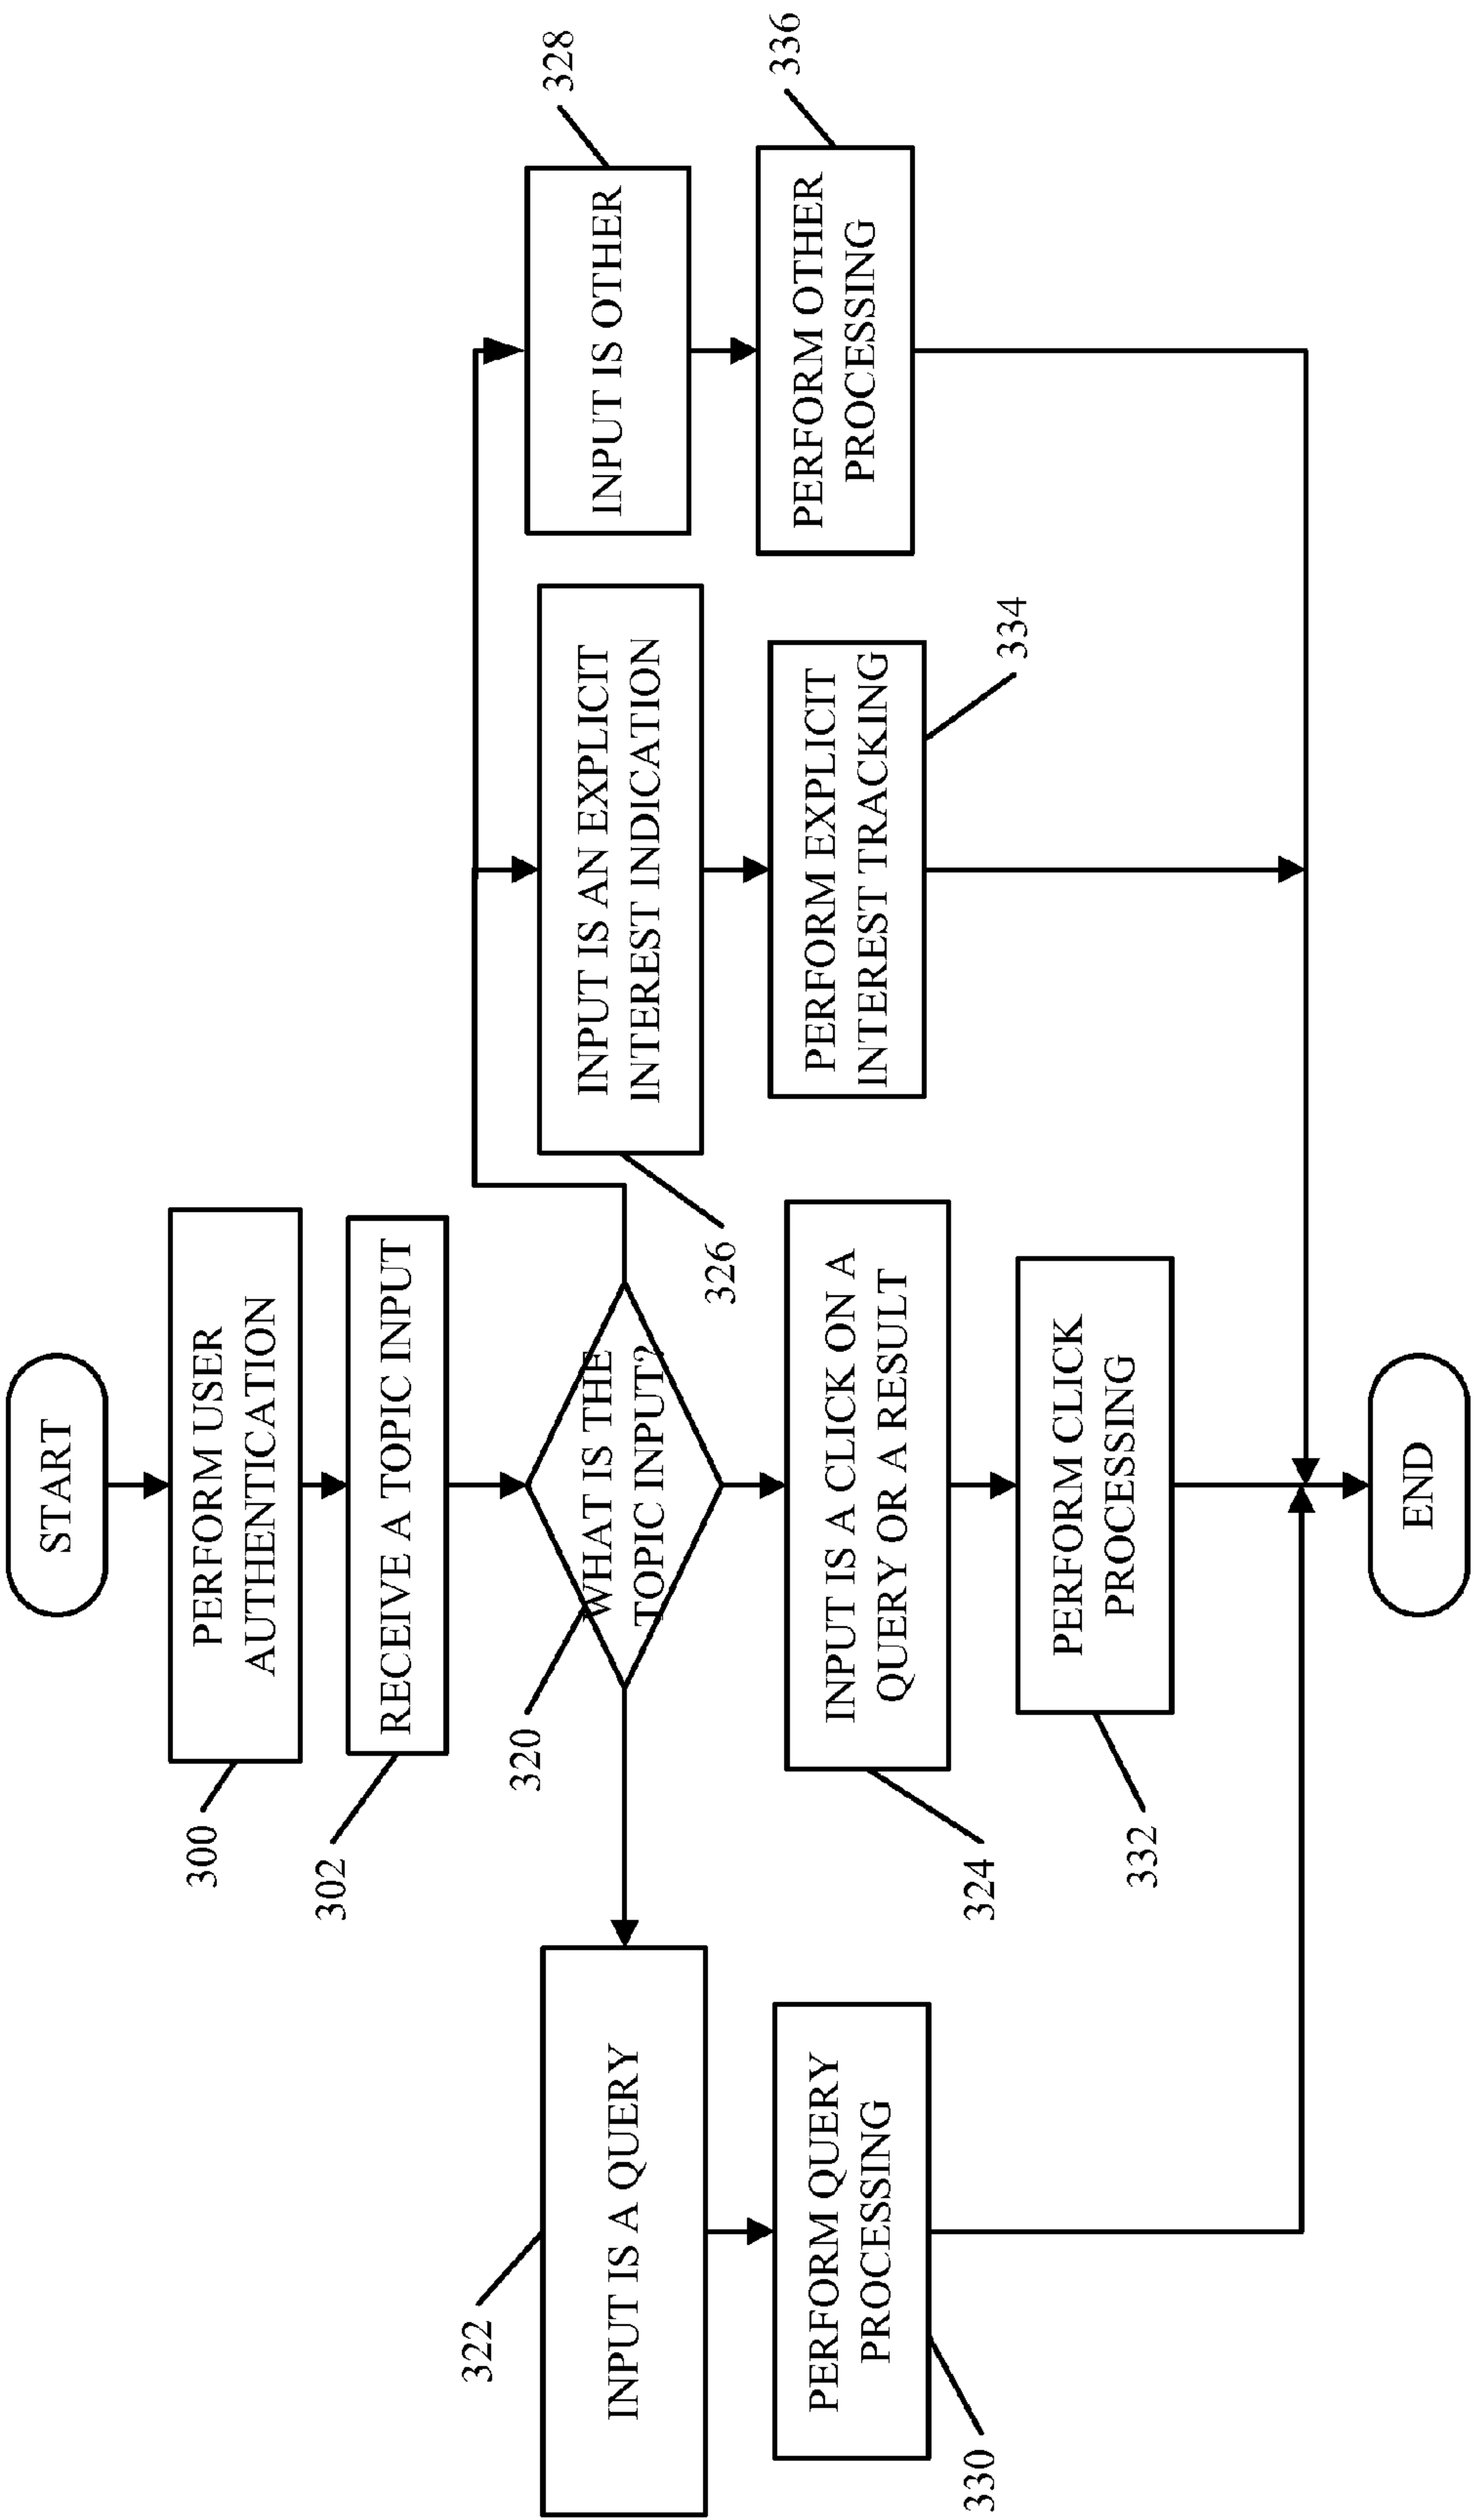 START
PERFORM USER
AUTHENTICATION
300
RECEIVE A TOPIC INPUT
302
WHAT IS THE
TOPIC INPUT?
320
322
INPUT IS A QUERY
PERFORM QUERY
PROCESSING
330
INPUT IS A CLICK ON A
QUERY OR A RESULT
324
PERFORM CLICK
PROCESSING
332
INPUT IS AN EXPLICIT
INTEREST INDICATION
326
PERFORM EXPLICIT
INTEREST TRACKING
334
328
INPUT IS OTHER
336
PERFORM OTHER
PROCESSING
END